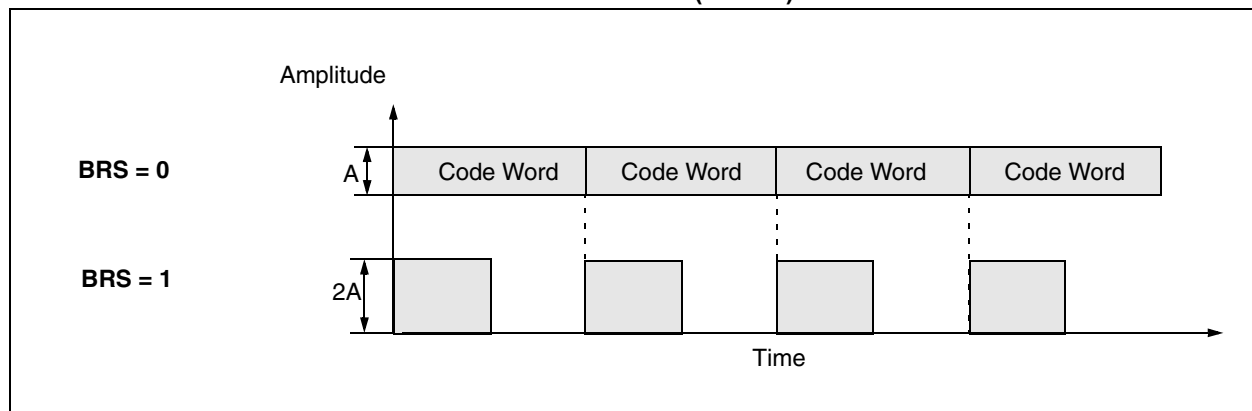 Amplitude
BRS = 0
A
Code Word
Code Word
Code Word
Code Word
BRS = 1
2A
Time